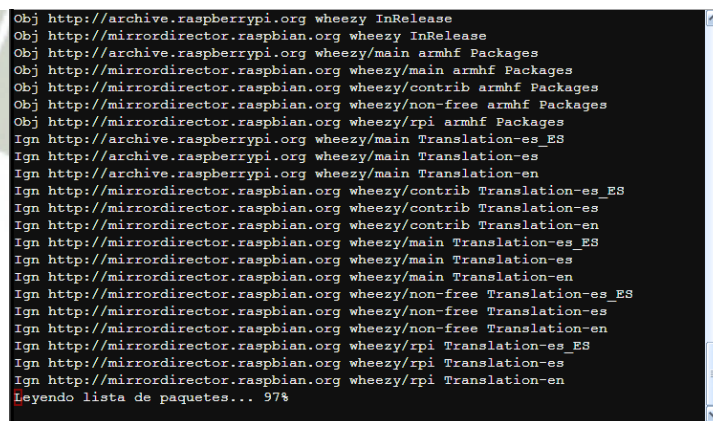 Obj http://archive.raspberrypi.org wheezy InRelease
Obj http://mirrordirector.raspbian.org wheezy InRelease
Obj http://archive.raspberrypi.org wheezy/main armhf Packages
Obj http://mirrordirector.raspbian.org wheezy/main armhf Packages
Obj http://mirrordirector.raspbian.org wheezy/contrib armhf Packages
Obj http://mirrordirector.raspbian.org wheezy/non-free armhf Packages
Obj http://mirrordirector.raspbian.org wheezy/rpi armhf Packages
Ign http://archive.raspberrypi.org wheezy/main Translation-es_ES
Ign http://archive.raspberrypi.org wheezy/main Translation-es
Ign http://archive.raspberrypi.org wheezy/main Translation-en
Ign http://mirrordirector.raspbian.org wheezy/contrib Translation-es_ES
Ign http://mirrordirector.raspbian.org wheezy/contrib Translation-es
Ign http://mirrordirector.raspbian.org wheezy/contrib Translation-en
Ign http://mirrordirector.raspbian.org wheezy/main Translation-es_ES
Ign http://mirrordirector.raspbian.org wheezy/main Translation-es
Ign http://mirrordirector.raspbian.org wheezy/main Translation-en
Ign http://mirrordirector.raspbian.org wheezy/non-free Translation-es_ES
Ign http://mirrordirector.raspbian.org wheezy/non-free Translation-es
Ign http://mirrordirector.raspbian.org wheezy/non-free Translation-en
Ign http://mirrordirector.raspbian.org wheezy/rpi Translation-es_ES
Ign http://mirrordirector.raspbian.org wheezy/rpi Translation-es
Ign http://mirrordirector.raspbian.org wheezy/rpi Translation-en
Leyendo lista de paquetes... 97%